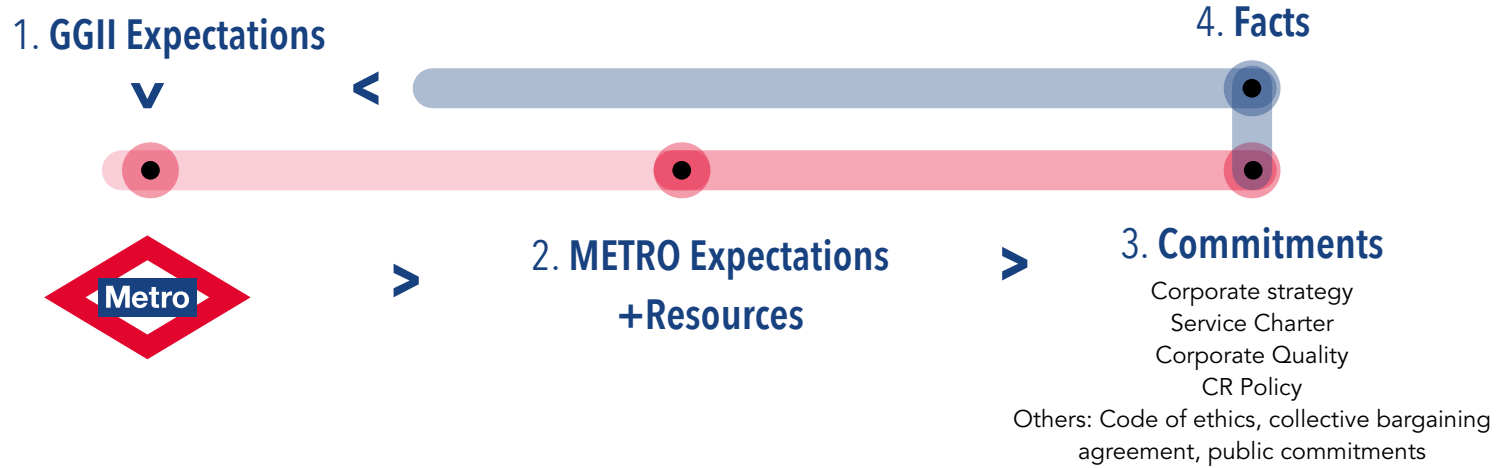 1. GGII Expectations
4. Facts
v
<
Metro
>
2. METRO Expectations
+Resources
>
3. Commitments
Corporate strategy
Service Charter
Corporate Quality
CR Policy
Others: Code of ethics, collective bargaining
agreement, public commitments